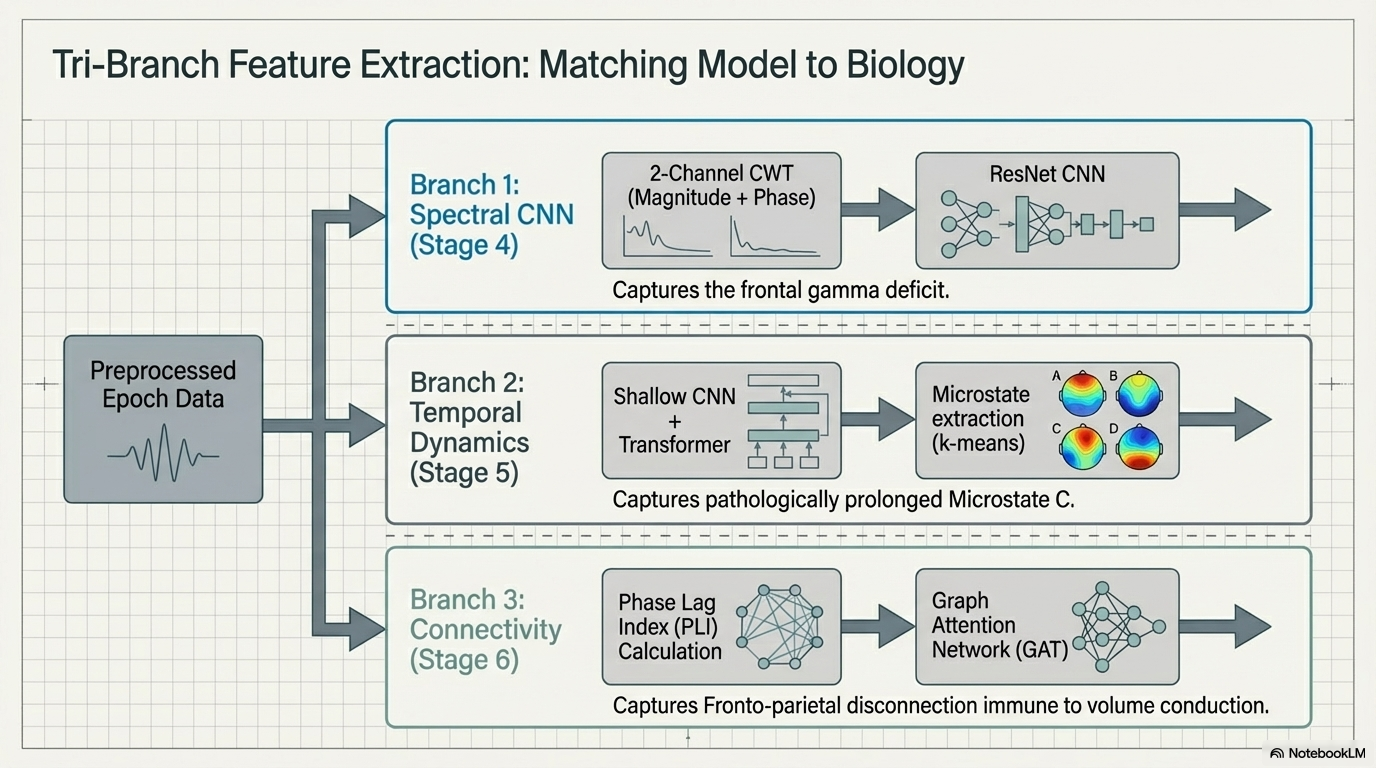 Tri-Branch Feature Extraction: Matching Model to Biology
Preprocessed
Epoch Data
Branch 1:
Spectral CNN
(Stage 4)
2-Channel CWT
(Magnitude + Phase)
ResNet CNN
Captures the frontal gamma deficit.
Branch 2:
Temporal
Dynamics
(Stage 5)
Shallow CNN
+
Transformer
Microstate
extraction
(k-means)
A B
C D
Captures pathologically prolonged Microstate C.
Branch 3:
Connectivity
(Stage 6)
Phase Lag
Index (PLI)
Calculation
Graph
Attention
Network (GAT)
Captures Fronto-parietal disconnection immune to volume conduction.
NotebookLM